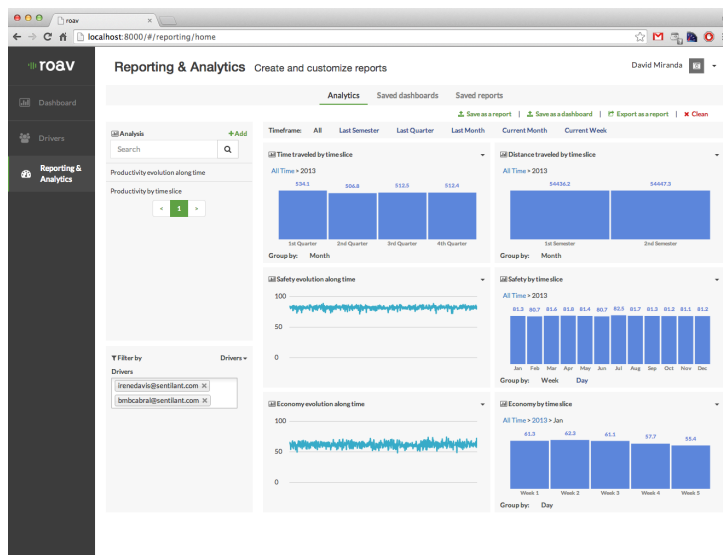 roav
localhost:8000/#/reporting/home
roav
Reporting & Analytics Create and customize reports
David Miranda
Dashboard
Drivers
Reporting & Analytics
Analytics Saved dashboards Saved reports
Save as a report | Save as a dashboard | Export as a report | Clean
Analysis +Add
Search
Productivity evolution along time
Productivity by time slice
< 1 >
Filter by Drivers
Drivers
irenedavis@sentilant.com ×
bmbcabral@sentilant.com ×
Timeframe: All Last Semester Last Quarter Last Month Current Month Current Week
Time traveled by time slice
All Time > 2013
534.1 506.8 512.5 512.4
1st Quarter 2nd Quarter 3rd Quarter 4th Quarter
Group by: Month
Distance traveled by time slice
All Time > 2013
54436.2 54447.3
1st Semester 2nd Semester
Group by: Month
Safety evolution along time
100
50
0
Safety by time slice
All Time > 2013
81.3 80.7 81.6 81.8 81.4 80.7 82.5 81.7 81.3 81.2 81.1 81.2
Jan Feb Mar Apr May Jun Jul Aug Sep Oct Nov Dec
Group by: Week Day
Economy evolution along time
100
50
0
Economy by time slice
All Time > 2013 > Jan
61.3 62.2 61.1 57.7 55.4
Week 1 Week 2 Week 3 Week 4 Week 5
Group by: Day